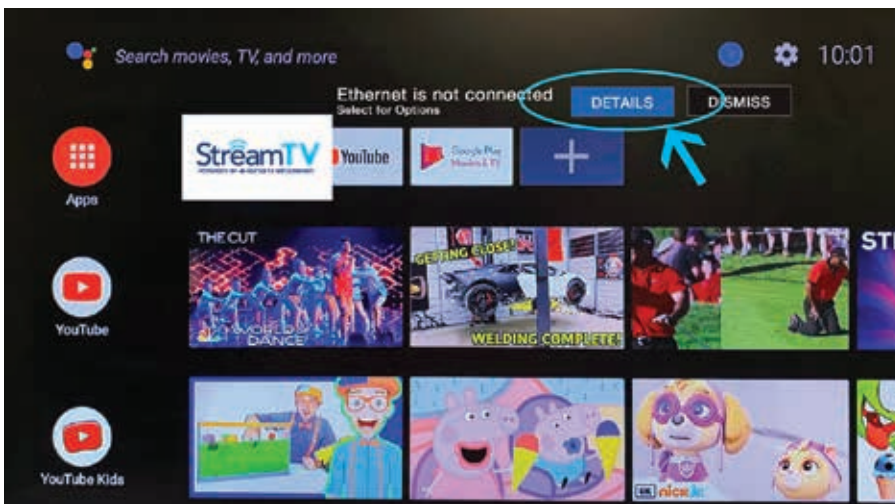 Search movies, TV, and more
10:01
Ethernet is not connected
Select for Options
DETAILS
DISMISS
StreamTV
YouTube
Google Play
Movies & TV
Apps
THE CUT
WORLD
DANCE
GETTING CLOSE!
WELDING COMPLETE!
ST
YouTube
YouTube Kids
4K
nick jr.